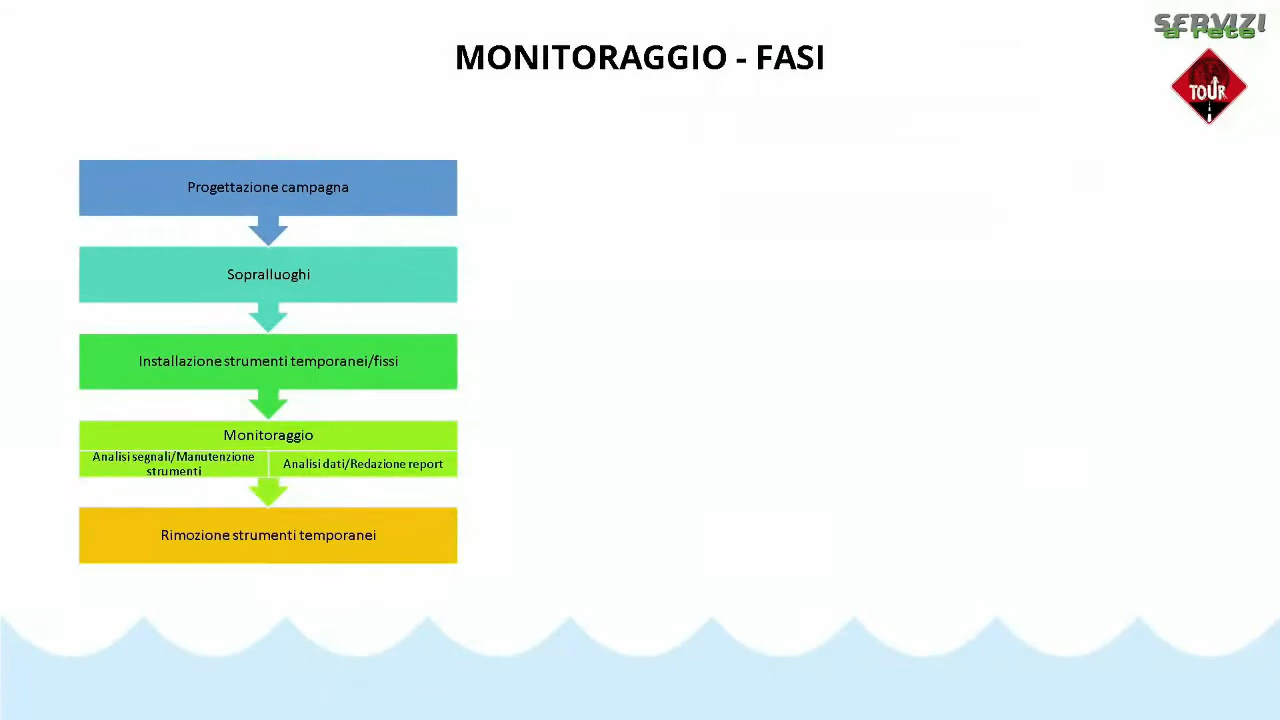 SERVIZI
a rete
MONITORAGGIO - FASI
TOUR
Progettazione campagna
Sopralluoghi
Installazione strumenti temporanei/fissi
Monitoraggio
Analisi segnali/Manutenzione
strumenti
Analisi dati/Redazione report
Rimozione strumenti temporanei